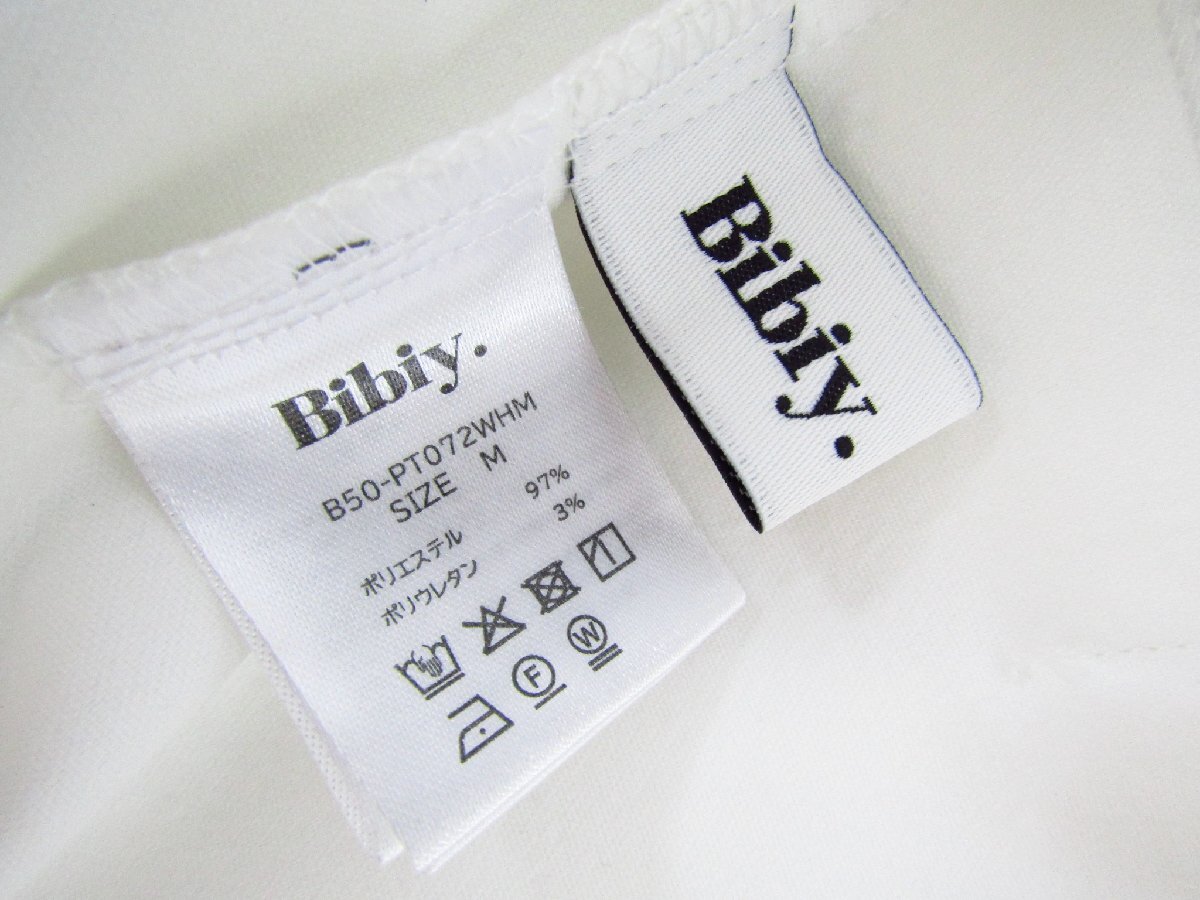 Bibiy.
B50-PT072WHM
SIZE M
ポリエステル 97%
ポリウレタン 3%
F W
Bibiy.